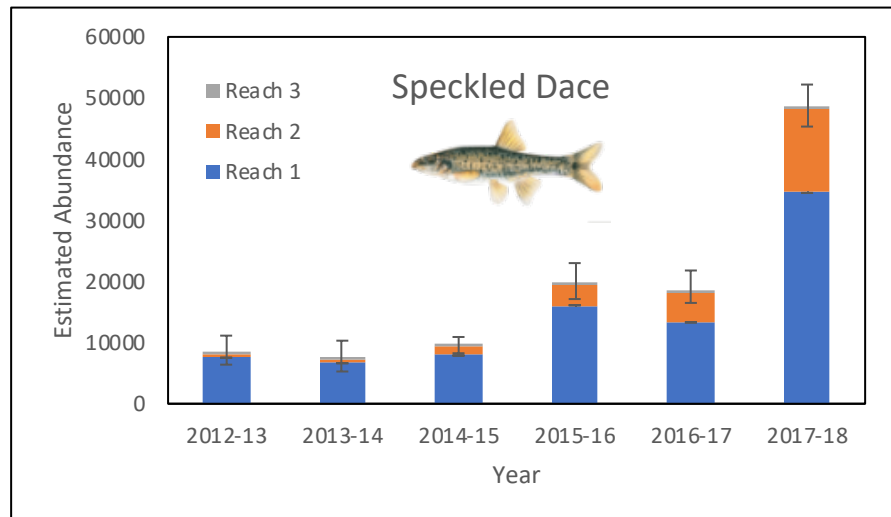 Speckled Dace
Reach 3
Reach 2
Reach 1
Estimated Abundance
60000
50000
40000
30000
20000
10000
0
2012-13 2013-14 2014-15 2015-16 2016-17 2017-18
Year